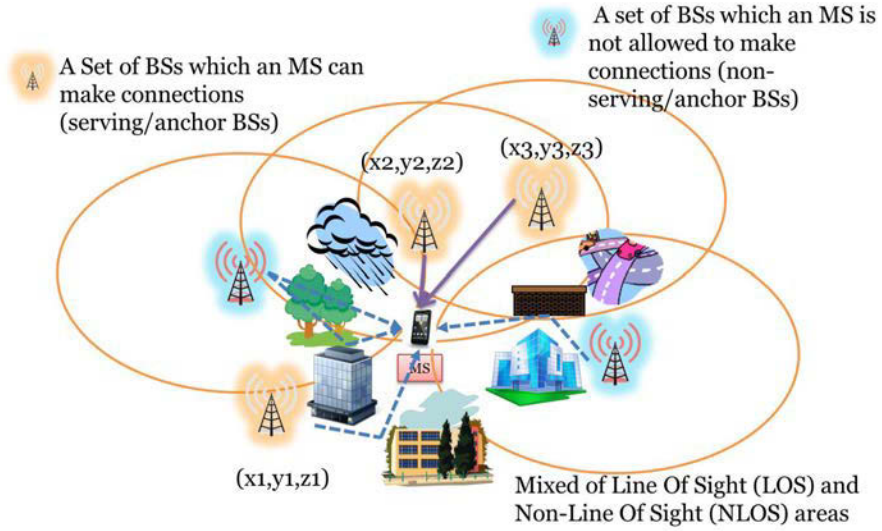 A Set of BSs which an MS can
make connections
(serving/anchor BSs)
A set of BSs which an MS is
not allowed to make
connections (non-
serving/anchor BSs)
(x2,y2,z2)
(x3,y3,z3)
MS
(x1,y1,z1)
Mixed of Line Of Sight (LOS) and
Non-Line Of Sight (NLOS) areas